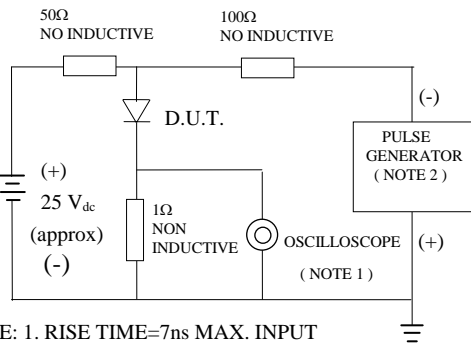 50Ω
NO INDUCTIVE
100Ω
NO INDUCTIVE
D.U.T.
(-)
PULSE
GENERATOR
( NOTE 2 )
(+)
25 Vdc
(approx)
(-)
1Ω
NON
INDUCTIVE
OSCILLOSCOPE
( NOTE 1 )
(+)
E: 1. RISE TIME=7ns MAX. INPUT